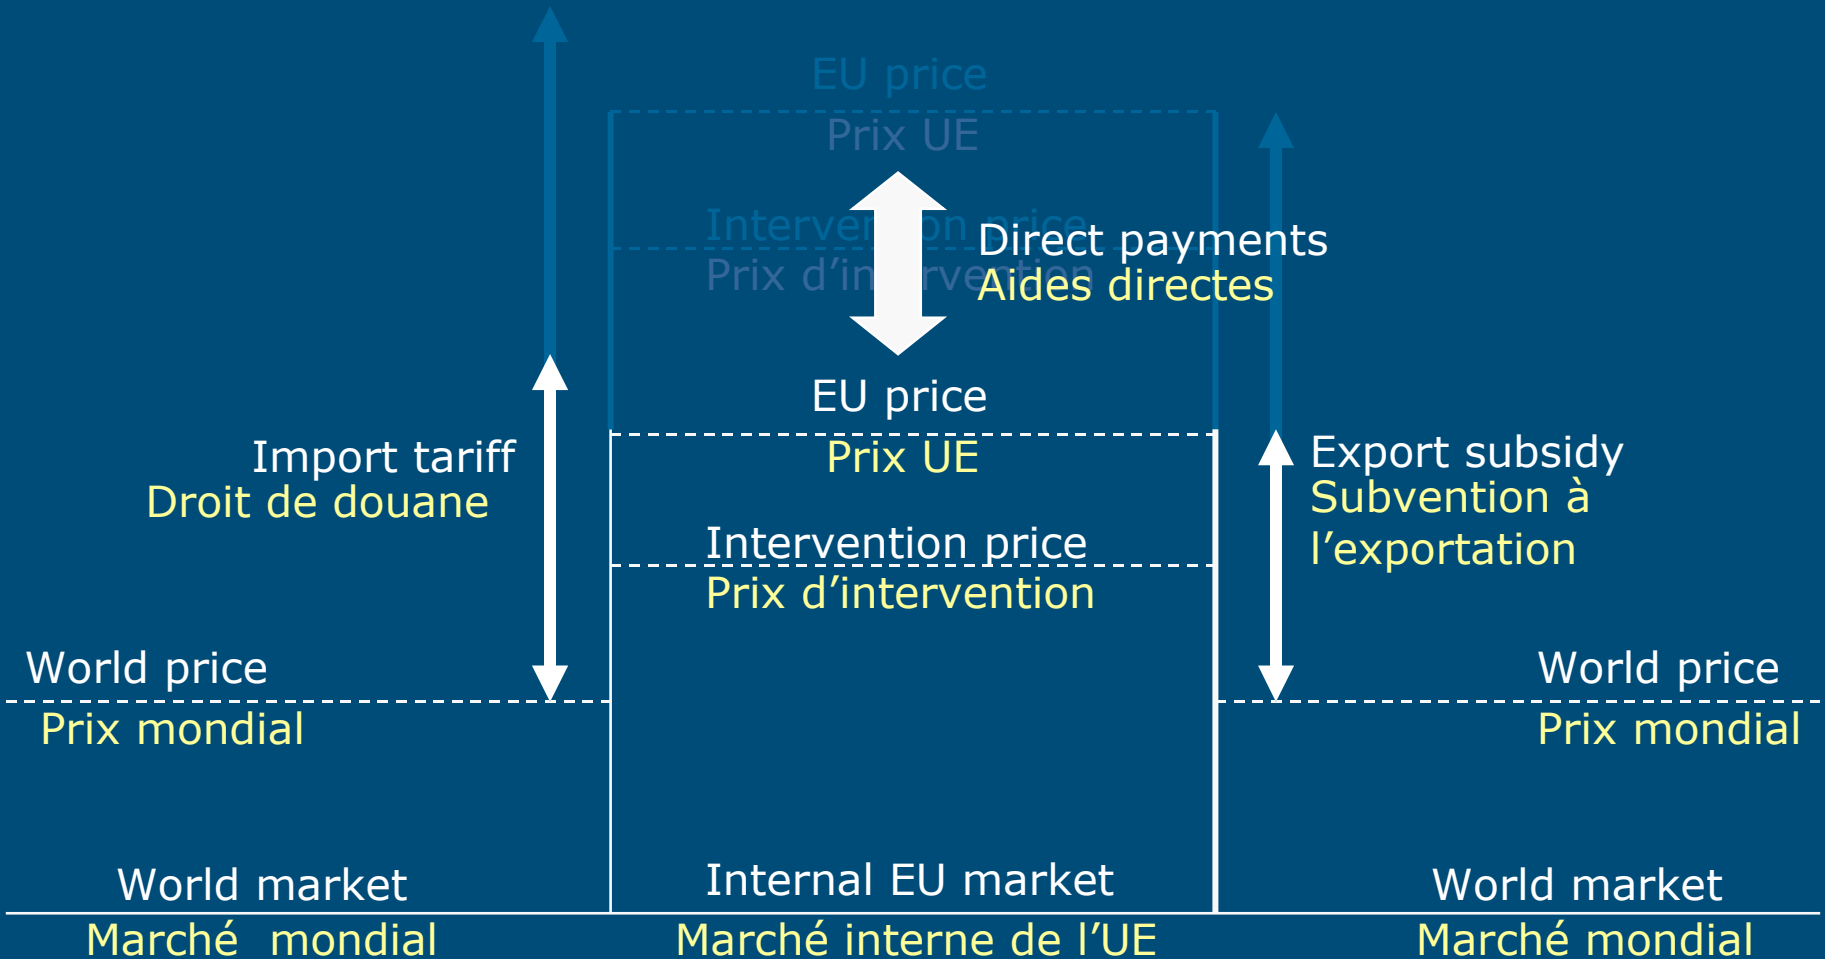 EU price
Prix UE
Intervention price
Prix d’intervention
Direct payments
Aides directes
EU price
Prix UE
Import tariff
Droit de douane
Export subsidy
Subvention à
l’exportation
Intervention price
Prix d’intervention
World price
Prix mondial
World price
Prix mondial
World market
Marché mondial
Internal EU market
Marché interne de l’UE
World market
Marché mondial